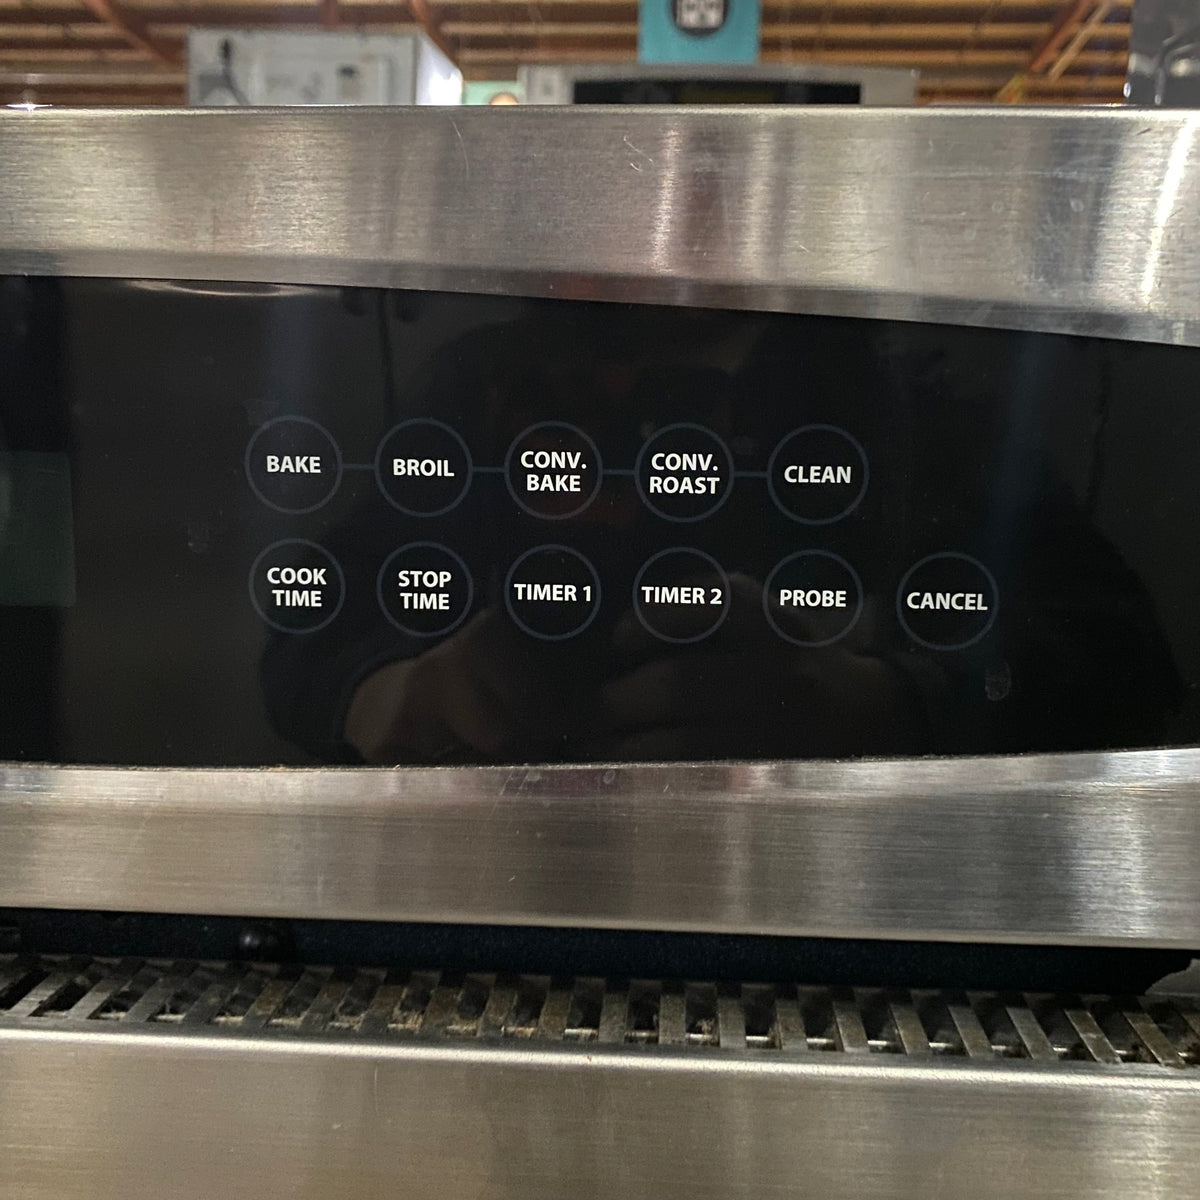 BAKE
BROIL
CONV.
BAKE
CONV.
ROAST
CLEAN
COOK
TIME
STOP
TIME
TIMER 1
TIMER 2
PROBE
CANCEL